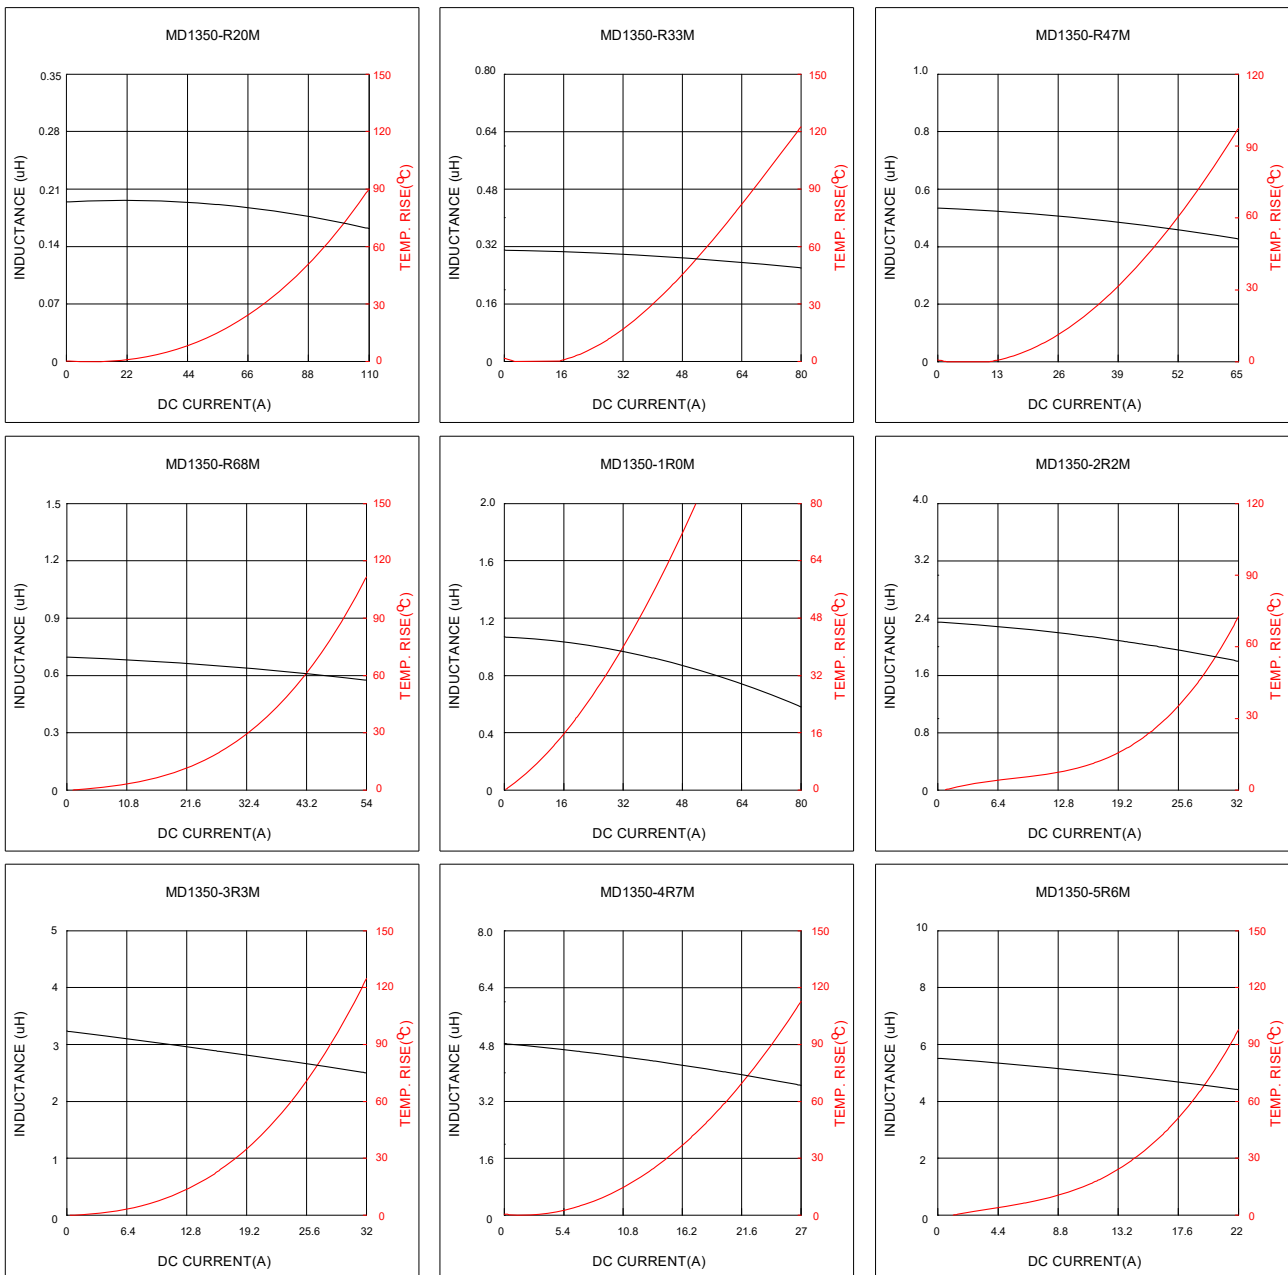 MD1350-R20M
INDUCTANCE (uH)
0.35
0.28
0.21
0.14
0.07
0
150
120
90
60
30
0
TEMP. RISE(ºC)
0 22 44 66 88 110
DC CURRENT(A)
MD1350-R33M
INDUCTANCE (uH)
0.80
0.64
0.48
0.32
0.16
0
150
120
90
60
30
0
TEMP. RISE(ºC)
0 16 32 48 64 80
DC CURRENT(A)
MD1350-R47M
INDUCTANCE (uH)
1.0
0.8
0.6
0.4
0.2
0
120
90
60
30
0
TEMP. RISE(ºC)
0 13 26 39 52 65
DC CURRENT(A)
MD1350-R68M
INDUCTANCE (uH)
1.5
1.2
0.9
0.6
0.3
0
150
120
90
60
30
0
TEMP. RISE(ºC)
0 10.8 21.6 32.4 43.2 54
DC CURRENT(A)
MD1350-1R0M
INDUCTANCE (uH)
2.0
1.6
1.2
0.8
0.4
0
80
64
48
32
16
0
TEMP. RISE(ºC)
0 16 32 48 64 80
DC CURRENT(A)
MD1350-2R2M
INDUCTANCE (uH)
4.0
3.2
2.4
1.6
0.8
0
120
90
60
30
0
TEMP. RISE(ºC)
0 6.4 12.8 19.2 25.6 32
DC CURRENT(A)
MD1350-3R3M
INDUCTANCE (uH)
5
4
3
2
1
0
150
120
90
60
30
0
TEMP. RISE(ºC)
0 6.4 12.8 19.2 25.6 32
DC CURRENT(A)
MD1350-4R7M
INDUCTANCE (uH)
8.0
6.4
4.8
3.2
1.6
0
150
120
90
60
30
0
TEMP. RISE(ºC)
0 5.4 10.8 16.2 21.6 27
DC CURRENT(A)
MD1350-5R6M
INDUCTANCE (uH)
10
8
6
4
2
0
150
120
90
60
30
0
TEMP. RISE(ºC)
0 4.4 8.8 13.2 17.6 22
DC CURRENT(A)